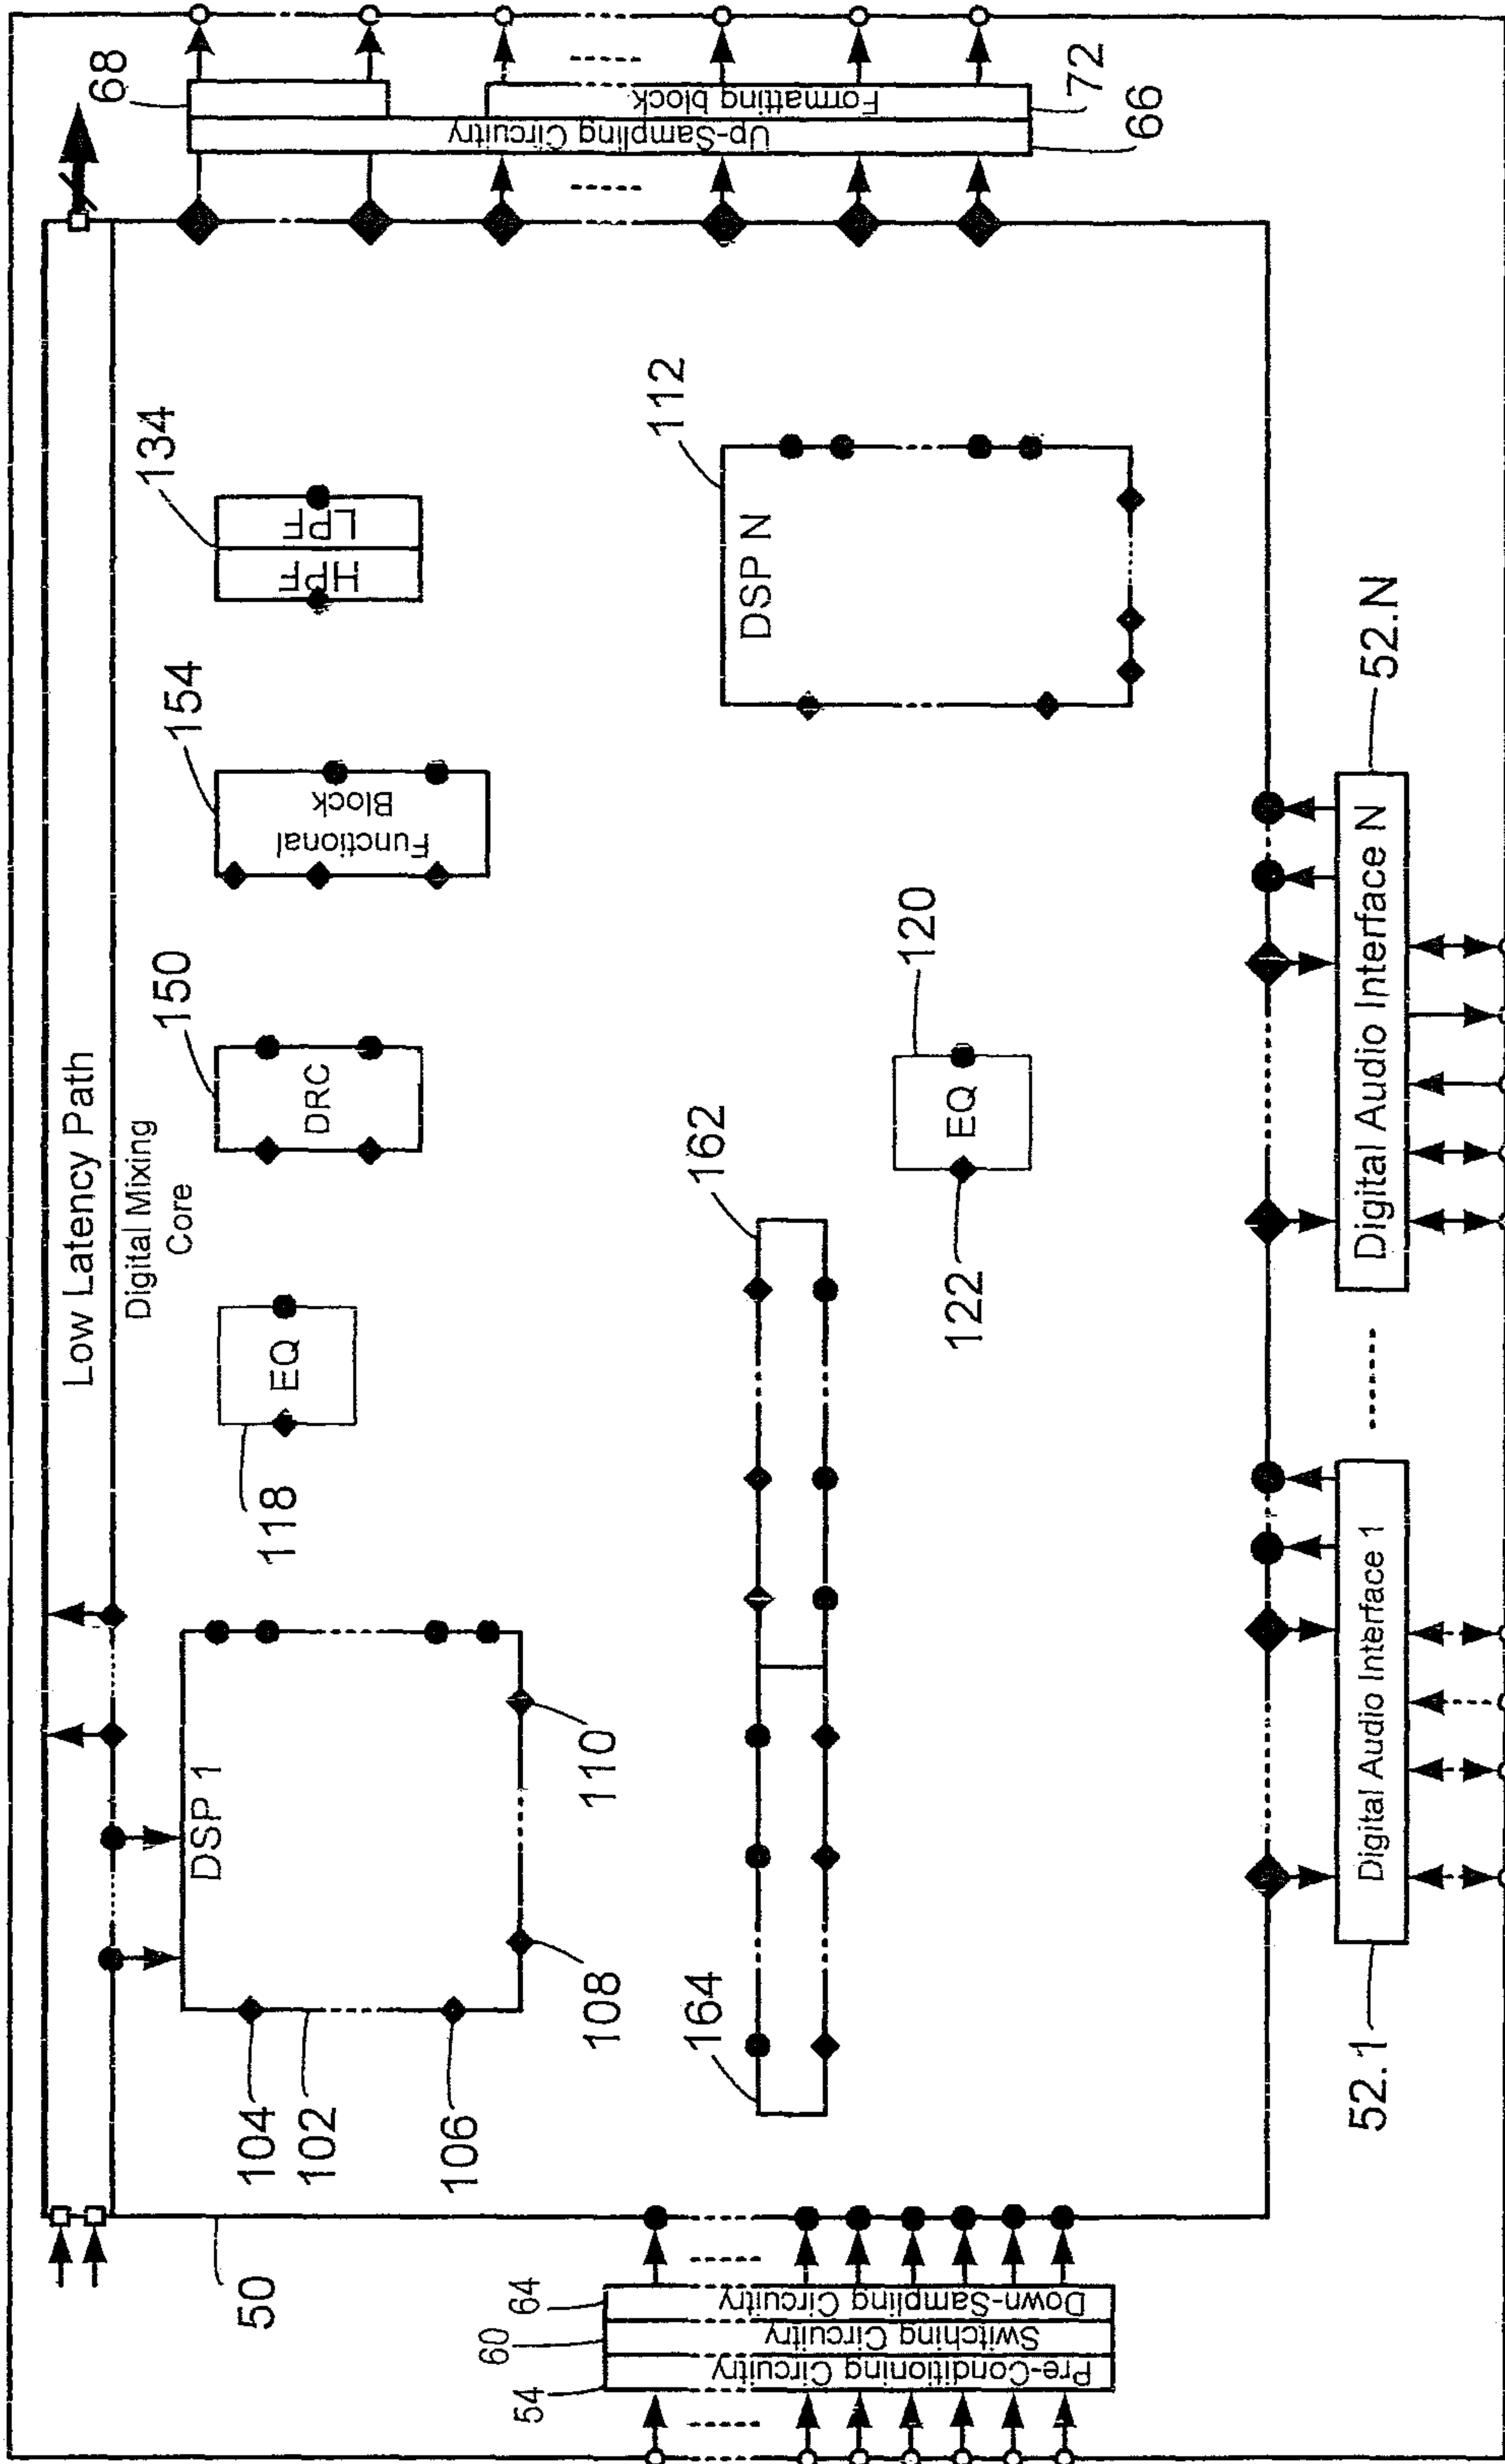 Low Latency Path
Digital Mixing
Core
50
DSP 1
102
104
106
108
110
EQ
118
DRC
150
Functional
Block
154
HPF
LPF
134
68
Up-Sampling Circuitry
Formatting block
72
66
164
162
EQ
120
122
DSP N
112
54
60
64
Pre-Conditioning Circuitry
Switching Circuitry
Down-Sampling Circuitry
Digital Audio Interface 1
52.1
Digital Audio Interface N
52.N